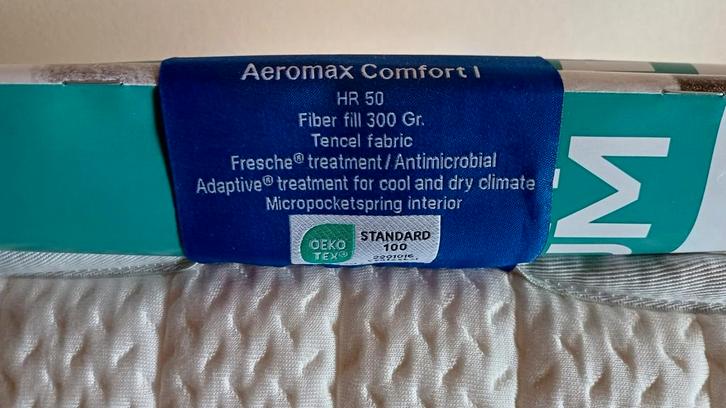 Aeromax Comfort I
HR 50
Fiber fill 300 Gr.
Tencel fabric
Fresche® treatment/Antimicrobial
Adaptive® treatment for cool and dry climate
Micropocketspring interior
OEKO
TEX®
STANDARD
100
UM